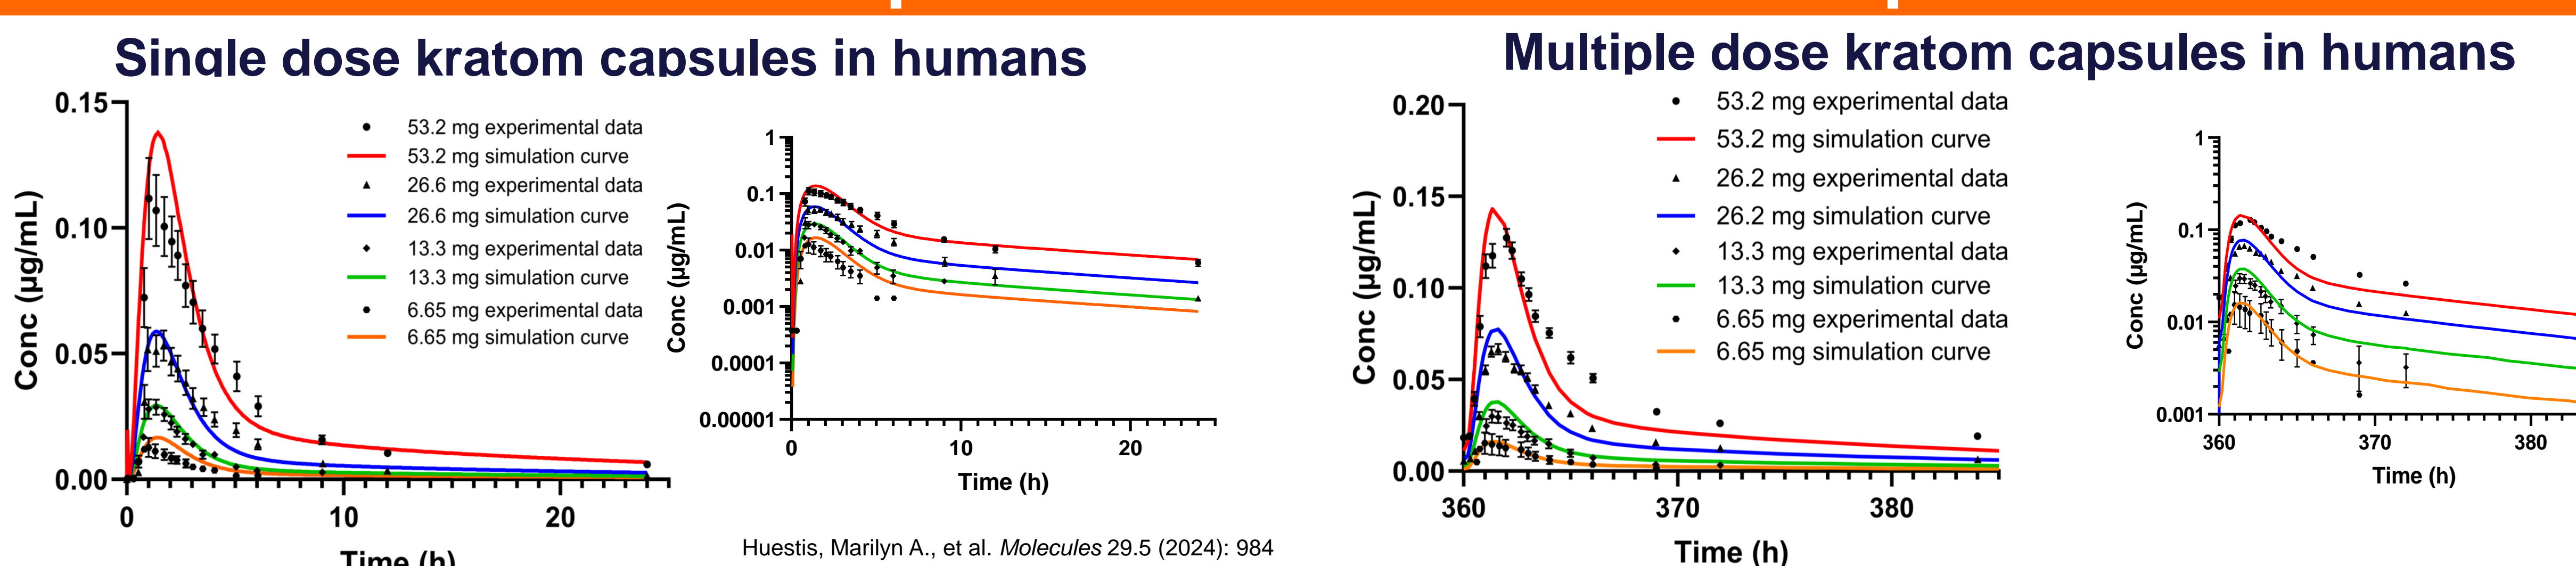 Single dose kratom capsules in humans
0.15
0.10
0.05
0.00
Conc (µg/mL)
0
10
20
Time (h)
53.2 mg experimental data
53.2 mg simulation curve
26.6 mg experimental data
26.6 mg simulation curve
13.3 mg experimental data
13.3 mg simulation curve
6.65 mg experimental data
6.65 mg simulation curve
1
0.1
0.01
0.001
0.0001
0.00001
Conc (µg/mL)
0
10
20
Time (h)
Huestis, Marilyn A., et al. Molecules 29.5 (2024): 984
Multiple dose kratom capsules in humans
0.20
0.15
0.10
0.05
0.00
Conc (µg/mL)
360
370
380
Time (h)
53.2 mg experimental data
53.2 mg simulation curve
26.2 mg experimental data
26.2 mg simulation curve
13.3 mg experimental data
13.3 mg simulation curve
6.65 mg experimental data
6.65 mg simulation curve
1
0.1
0.01
0.001
Conc (µg/mL)
360
370
380
Time (h)